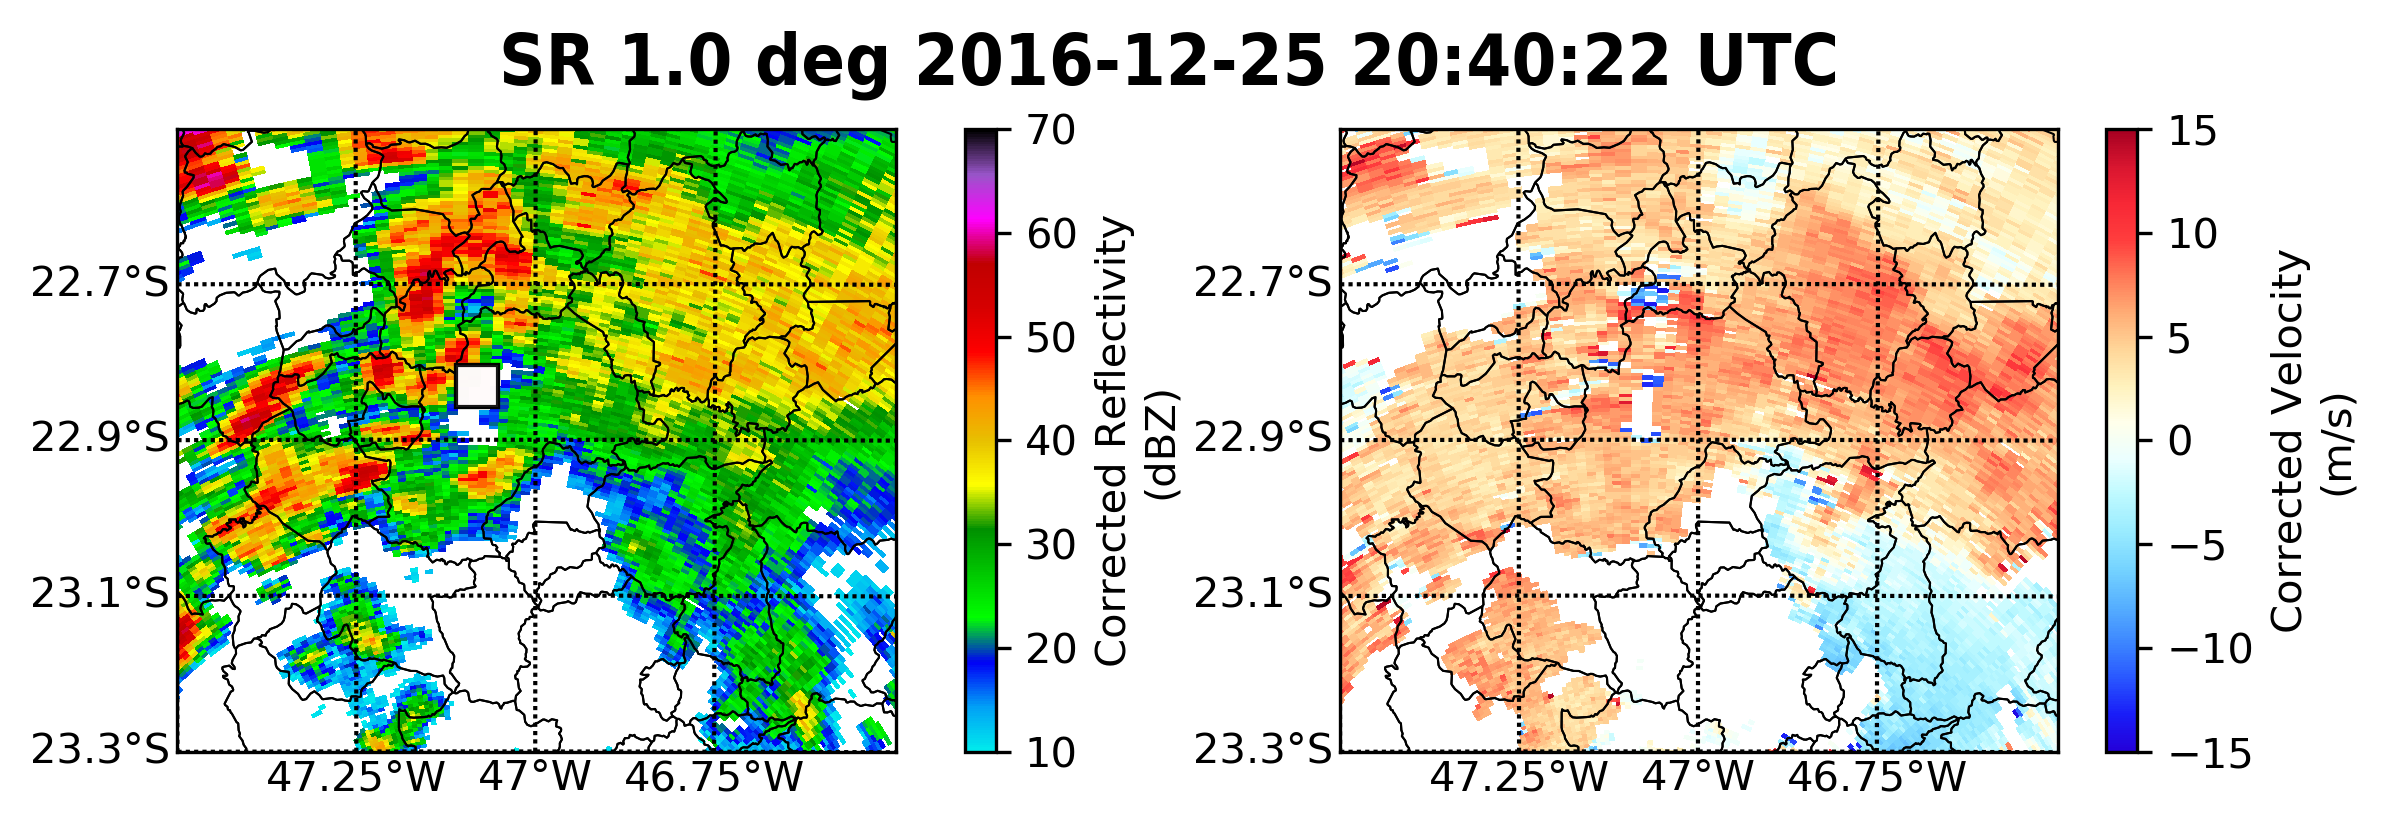 SR 1.0 deg 2016-12-25 20:40:22 UTC
22.7°S
22.9°S
23.1°S
23.3°S
47.25°W 47°W 46.75°W
70
60
50
40
30
20
10
Corrected Reflectivity
(dBZ)
22.7°S
22.9°S
23.1°S
23.3°S
47.25°W 47°W 46.75°W
15
10
5
0
−5
−10
−15
Corrected Velocity
(m/s)